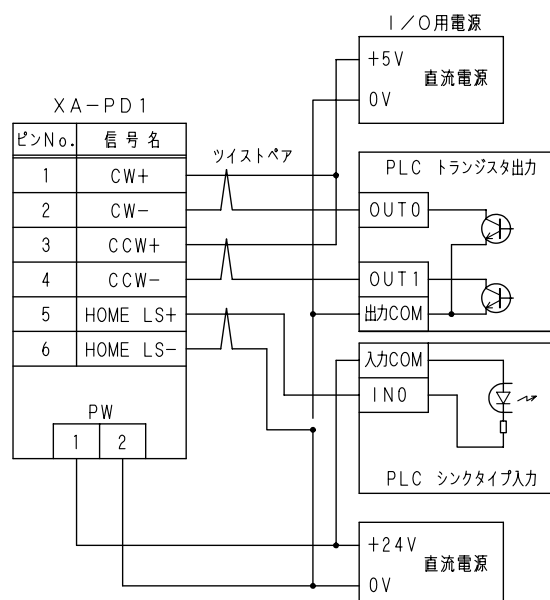 I/O用電源
+5V
直流電源
0V
XA-PD1
ピンNo. 信号名
1 CW+
2 CW-
3 CCW+
4 CCW-
5 HOME LS+
6 HOME LS-
PW
1 2
ツイストペア
PLC トランジスタ出力
OUT0
OUT1
出力COM
入力COM
IN0
PLC シンクタイプ入力
+24V
直流電源
0V